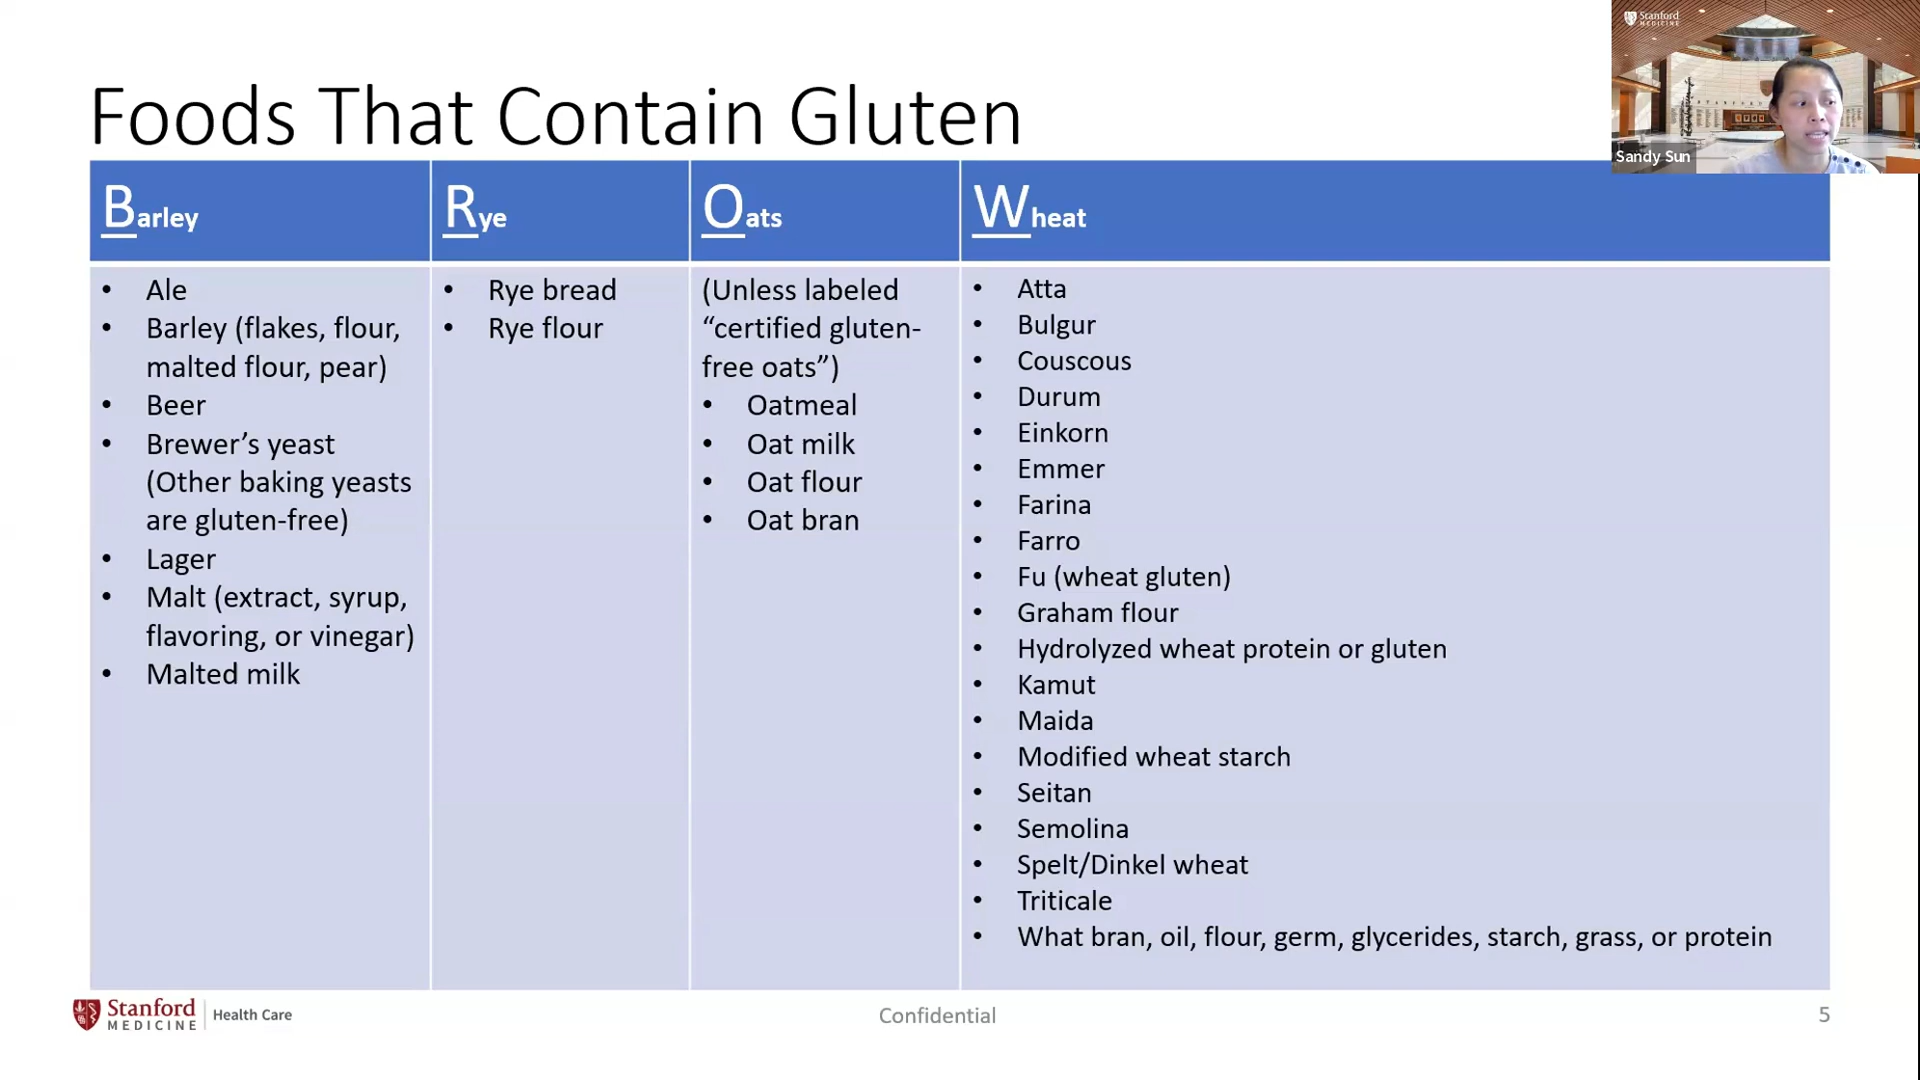 Foods That Contain Gluten
Stanford
MEDICINE
Sandy Sun
Barley
Rye
Oats
Wheat
• Ale
• Barley (flakes, flour,
malted flour, pear)
• Beer
• Brewer’s yeast
(Other baking yeasts
are gluten-free)
• Lager
• Malt (extract, syrup,
flavoring, or vinegar)
• Malted milk
• Rye bread
• Rye flour
(Unless labeled
“certified gluten-
free oats”)
• Oatmeal
• Oat milk
• Oat flour
• Oat bran
• Atta
• Bulgur
• Couscous
• Durum
• Einkorn
• Emmer
• Farina
• Farro
• Fu (wheat gluten)
• Graham flour
• Hydrolyzed wheat protein or gluten
• Kamut
• Maida
• Modified wheat starch
• Seitan
• Semolina
• Spelt/Dinkel wheat
• Triticale
• What bran, oil, flour, germ, glycerides, starch, grass, or protein
Stanford
MEDICINE
Health Care
Confidential
5